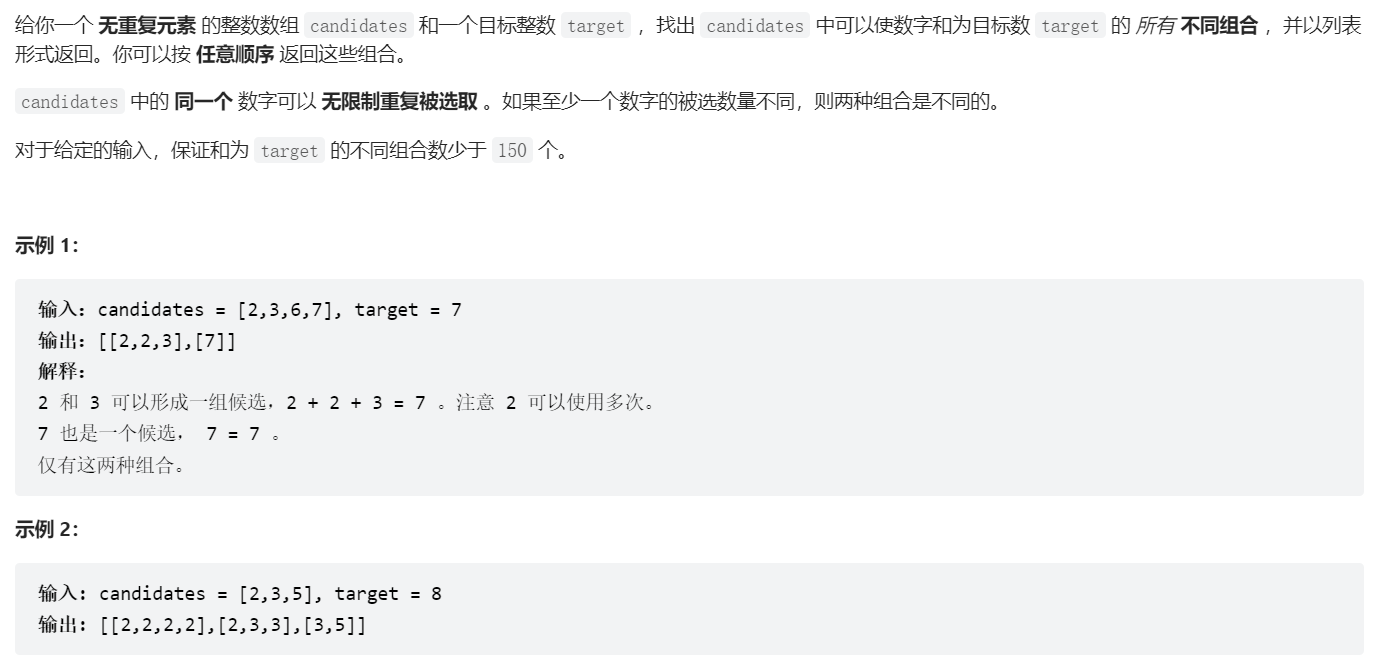 给你一个 无重复元素 的整数数组 candidates 和一个目标整数 target ，找出 candidates 中可以使数字和为目标数 target 的 所有 不同组合 ，并以列表
形式返回。你可以按 任意顺序 返回这些组合。
candidates 中的 同一个 数字可以 无限制重复被选取 。如果至少一个数字的被选数量不同，则两种组合是不同的。
对于给定的输入，保证和为 target 的不同组合数少于 150 个。
示例 1：
输入：candidates = [2,3,6,7], target = 7
输出：[[2,2,3],[7]]
解释：
2 和 3 可以形成一组候选，2 + 2 + 3 = 7 。注意 2 可以使用多次。
7 也是一个候选， 7 = 7 。
仅有这两种组合。
示例 2：
输入：candidates = [2,3,5], target = 8
输出：[[2,2,2,2],[2,3,3],[3,5]]